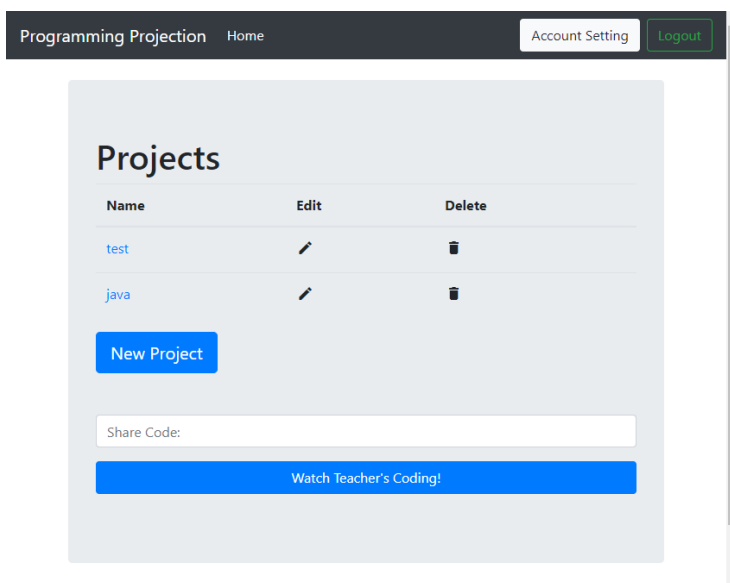 Programming Projection Home Account Setting Logout
Projects
Name Edit Delete
test
java
New Project
Share Code:
Watch Teacher's Coding!